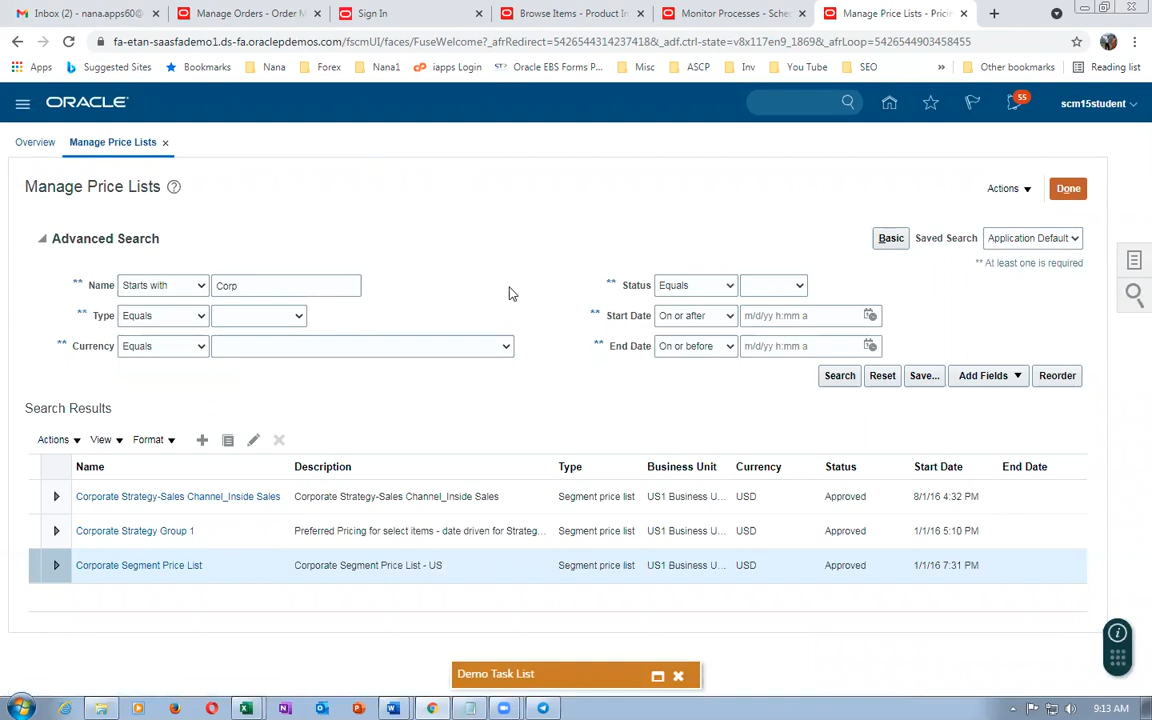 Inbox (2) - nana.apps60@
Manage Orders - Order M
Sign In
Browse Items - Product In
Monitor Processes - Sched
Manage Price Lists - Pricin
fa-etan-saasfademo1.ds-fa.oraclepdemos.com/fscmUI/faces/FuseWelcome?_afrRedirect=5426544314237418&_adf.ctrl-state=v8x117en9_1869&_afrLoop=5426544903458455
Apps Suggested Sites Bookmarks Nana Forex Nana1 iapps Login Oracle EBS Forms P... Misc ASCP Inv You Tube SEO » Other bookmarks Reading list
ORACLE 55 scm15student
Overview Manage Price Lists
Manage Price Lists Actions Done
Advanced Search Basic Saved Search Application Default
** At least one is required
** Name Starts with Corp ** Status Equals
** Type Equals ** Start Date On or after m/d/yy h:mm a
** Currency Equals ** End Date On or before m/d/yy h:mm a
Search Reset Save... Add Fields Reorder
Search Results
Actions View Format
Name Description Type Business Unit Currency Status Start Date End Date
Corporate Strategy-Sales Channel_Inside Sales Corporate Strategy-Sales Channel_Inside Sales Segment price list US1 Business U... USD Approved 8/1/16 4:32 PM
Corporate Strategy Group 1 Preferred Pricing for select items - date driven for Strateg... Segment price list US1 Business U... USD Approved 1/1/16 5:10 PM
Corporate Segment Price List Corporate Segment Price List - US Segment price list US1 Business U... USD Approved 1/1/16 7:31 PM
Demo Task List
9:13 AM